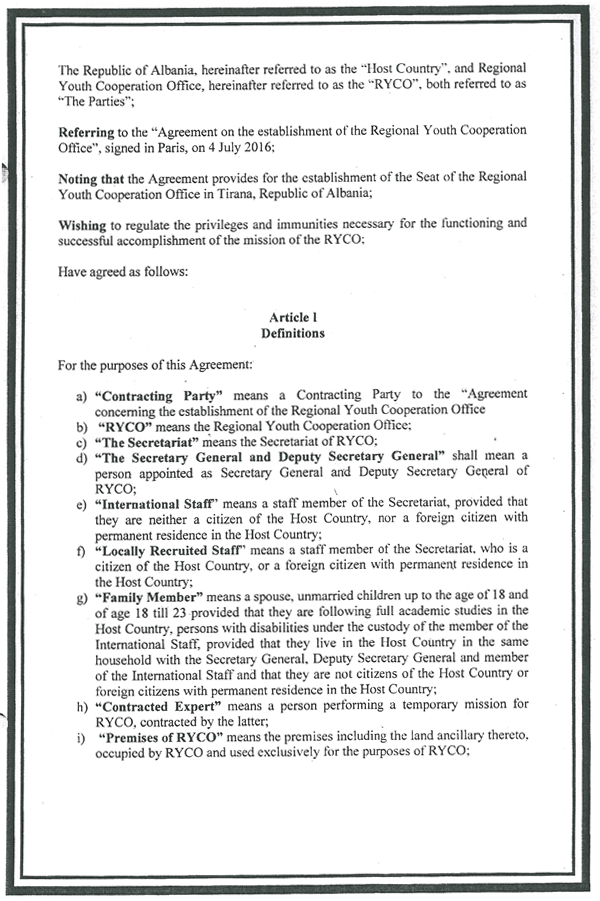 The Republic of Albania, hereinafter referred to as the “Host Country”, and Regional
Youth Cooperation Office, hereinafter referred to as the “RYCO”, both referred to as
“The Parties”;
Referring to the “Agreement on the establishment of the Regional Youth Cooperation
Office”, signed in Paris, on 4 July 2016;
Noting that the Agreement provides for the establishment of the Seat of the Regional
Youth Cooperation Office in Tirana, Republic of Albania;
Wishing to regulate the privileges and immunities necessary for the functioning and
successful accomplishment of the mission of the RYCO;
Have agreed as follows:
Article 1
Definitions
For the purposes of this Agreement:
a) “Contracting Party” means a Contracting Party to the “Agreement
concerning the establishment of the Regional Youth Cooperation Office
b) “RYCO” means the Regional Youth Cooperation Office;
c) “The Secretariat” means the Secretariat of RYCO;
d) “The Secretary General and Deputy Secretary General” shall mean a
person appointed as Secretary General and Deputy Secretary General of
RYCO;
e) “International Staff” means a staff member of the Secretariat, provided that
they are neither a citizen of the Host Country, nor a foreign citizen with
permanent residence in the Host Country;
f) “Locally Recruited Staff” means a staff member of the Secretariat, who is a
citizen of the Host Country, or a foreign citizen with permanent residence in
the Host Country;
g) “Family Member” means a spouse, unmarried children up to the age of 18 and
of age 18 till 23 provided that they are following full academic studies in the
Host Country, persons with disabilities under the custody of the member of the
International Staff, provided that they live in the Host Country in the same
household with the Secretary General, Deputy Secretary General and member
of the International Staff and that they are not citizens of the Host Country or
foreign citizens with permanent residence in the Host Country;
h) “Contracted Expert” means a person performing a temporary mission for
RYCO, contracted by the latter;
i) “Premises of RYCO” means the premises including the land ancillary thereto,
occupied by RYCO and used exclusively for the purposes of RYCO;